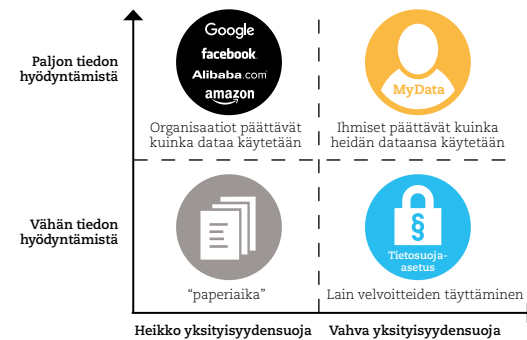 Paljon tiedon
hyödyntämistä
Google
facebook
Alibaba.com
amazon
MyData
Organisaatiot päättävät
kuinka dataa käytetään
Ihmiset päättävät kuinka
heidän dataansa käytetään
Vähän tiedon
hyödyntämistä
§
Tietosuoja-
asetus
"paperiaika"
Lain velvoitteiden täyttäminen
Heikko yksityisyydensuoja
Vahva yksityisyydensuoja